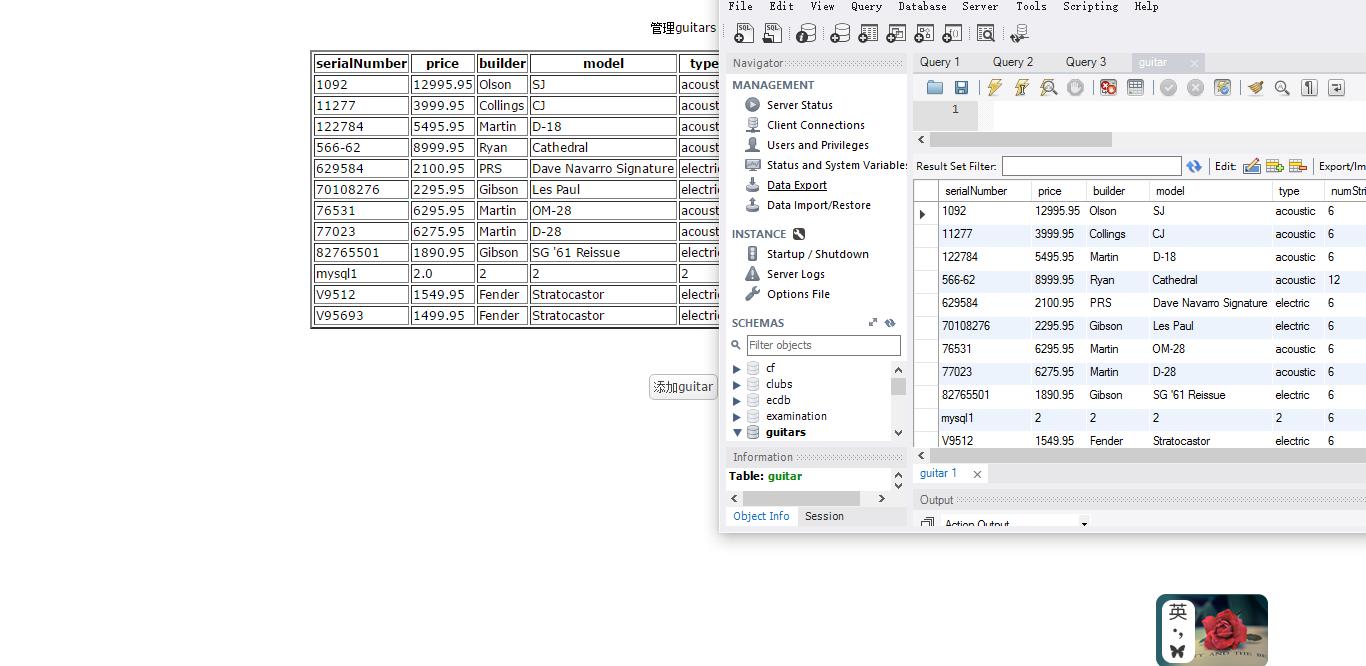 管理guitars
serialNumber price builder model type
1092 12995.95 Olson SJ acoust
11277 3999.95 Collings CJ acoust
122784 5495.95 Martin D-18 acoust
566-62 8999.95 Ryan Cathedral acoust
629584 2100.95 PRS Dave Navarro Signature electri
70108276 2295.95 Gibson Les Paul electri
76531 6295.95 Martin OM-28 acoust
77023 6275.95 Martin D-28 acoust
82765501 1890.95 Gibson SG '61 Reissue electri
mysql1 2.0 2 2 2
V9512 1549.95 Fender Stratocastor electri
V95693 1499.95 Fender Stratocastor electri
添加guitar
File Edit View Query Database Server Tools Scripting Help
SQL SQL
Navigator
MANAGEMENT
Server Status
Client Connections
Users and Privileges
Status and System Variables
Data Export
Data Import/Restore
INSTANCE
Startup / Shutdown
Server Logs
Options File
SCHEMAS
Filter objects
cf
clubs
ecdb
examination
guitars
Information
Table: guitar
Object Info Session
Query 1 Query 2 Query 3 guitar
1
Result Set Filter: Edit: Export/Im
serialNumber price builder model type numStri
1092 12995.95 Olson SJ acoustic 6
11277 3999.95 Collings CJ acoustic 6
122784 5495.95 Martin D-18 acoustic 6
566-62 8999.95 Ryan Cathedral acoustic 12
629584 2100.95 PRS Dave Navarro Signature electric 6
70108276 2295.95 Gibson Les Paul electric 6
76531 6295.95 Martin OM-28 acoustic 6
77023 6275.95 Martin D-28 acoustic 6
82765501 1890.95 Gibson SG '61 Reissue electric 6
mysql1 2 2 2 2 6
V9512 1549.95 Fender Stratocastor electric 6
guitar 1
Output
Action Output
英
AND THE BE